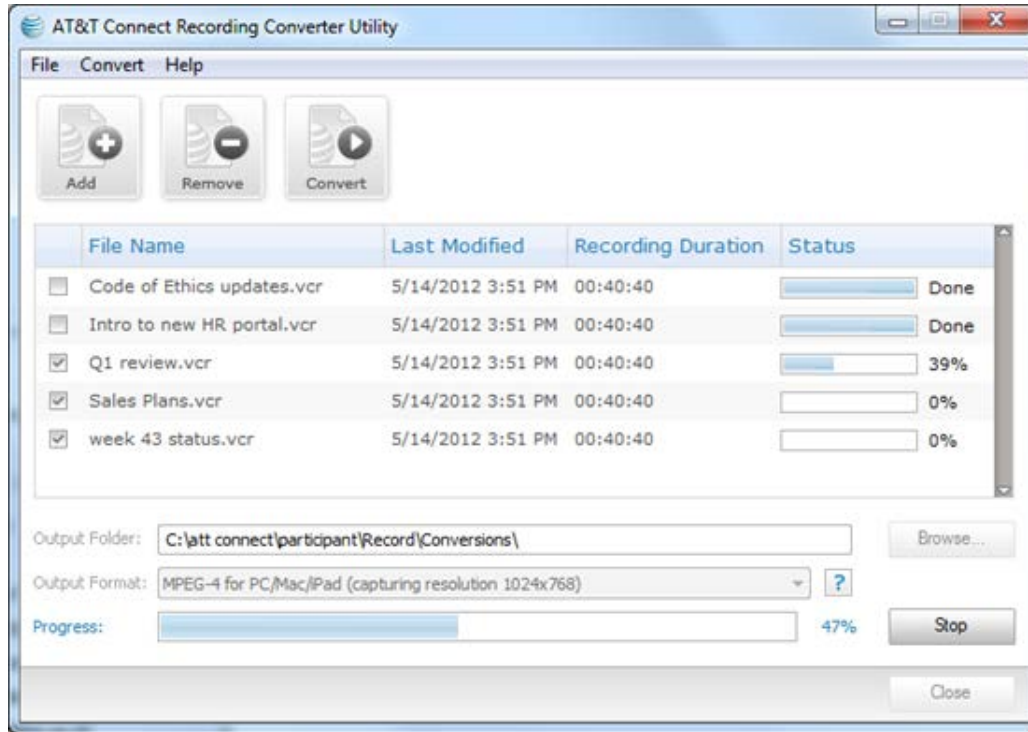 AT&T Connect Recording Converter Utility
File Convert Help
Add Remove Convert
File Name Last Modified Recording Duration Status
Code of Ethics updates.vcr 5/14/2012 3:51 PM 00:40:40 Done
Intro to new HR portal.vcr 5/14/2012 3:51 PM 00:40:40 Done
Q1 review.vcr 5/14/2012 3:51 PM 00:40:40 39%
Sales Plans.vcr 5/14/2012 3:51 PM 00:40:40 0%
week 43 status.vcr 5/14/2012 3:51 PM 00:40:40 0%
Output Folder: C:\att connect\participant\Record\Conversions\ Browse...
Output Format: MPEG-4 for PC/Mac/iPad (capturing resolution 1024x768) ?
Progress: 47% Stop
Close